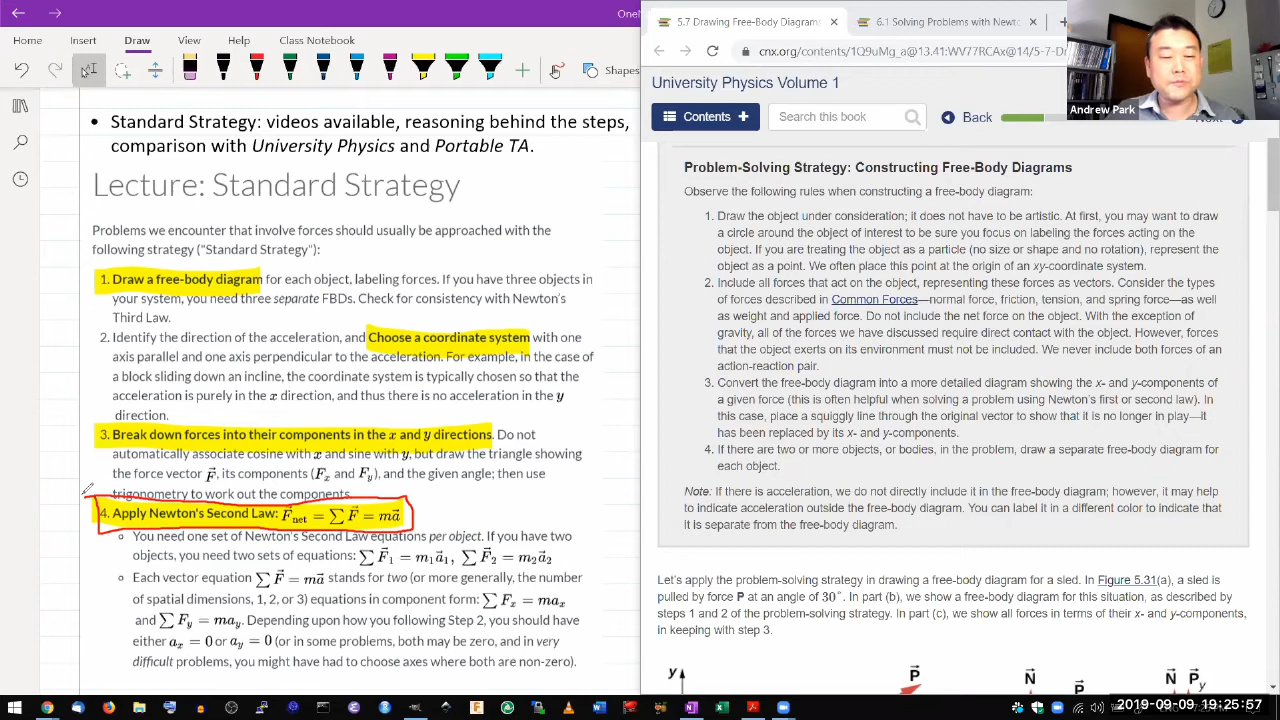 OneI
Home
Insert
Draw
View
Help
Class Notebook
Shapes
• Standard Strategy: videos available, reasoning behind the steps,
comparison with University Physics and Portable TA.
Lecture: Standard Strategy
Problems we encounter that involve forces should usually be approached with the
following strategy ("Standard Strategy"):
1. Draw a free-body diagram for each object, labeling forces. If you have three objects in
your system, you need three separate FBDs. Check for consistency with Newton's
Third Law.
2. Identify the direction of the acceleration, and Choose a coordinate system with one
axis parallel and one axis perpendicular to the acceleration. For example, in the case of
a block sliding down an incline, the coordinate system is typically chosen so that the
acceleration is purely in the x direction, and thus there is no acceleration in the y
direction.
3. Break down forces into their components in the x and y directions. Do not
automatically associate cosine with x and sine with y, but draw the triangle showing
the force vector F⃗, its components (Fₓ and F_y), and the given angle; then use
trigonometry to work out the components.
4. Apply Newton's Second Law: F⃗_net = ∑ F⃗ = ma⃗
◦ You need one set of Newton's Second Law equations per object. If you have two
objects, you need two sets of equations: ∑ F⃗₁ = m₁a⃗₁, ∑ F⃗₂ = m₂a⃗₂
◦ Each vector equation ∑ F⃗ = ma⃗ stands for two (or more generally, the number
of spatial dimensions, 1, 2, or 3) equations in component form: ∑ Fₓ = maₓ
and ∑ F_y = ma_y. Depending upon how you following Step 2, you should have
either aₓ = 0 or a_y = 0 (or in some problems, both may be zero, and in very
difficult problems, you might have had to choose axes where both are non-zero).
5.7 Drawing Free-Body Diagrams
6.1 Solving Problems with Newto
cnx.org/contents/1Q9uMg_a@13.41:WW77RCAx@14/5-7-D
Andrew Park
University Physics Volume 1
Contents +
Search this book
Back
Next
Problem-Solving Strategy: Constructing Free-Body Diagrams
Observe the following rules when constructing a free-body diagram:
1. Draw the object under consideration; it does not have to be artistic. At first, you may want to draw
a circle around the object of interest to be sure you focus on labeling the forces acting on the
object. If you are treating the object as a particle (no size or shape and no rotation), represent the
object as a point. We often place this point at the origin of an xy-coordinate system.
2. Include all forces that act on the object, representing these forces as vectors. Consider the types
of forces described in Common Forces—normal force, friction, tension, and spring force—as well
as weight and applied force. Do not include the net force on the object. With the exception of
gravity, all of the forces we have discussed require direct contact with the object. However, forces
that the object exerts on its environment must not be included. We never include both forces of an
action-reaction pair.
3. Convert the free-body diagram into a more detailed diagram showing the x- and y-components of
a given force (this is often helpful when solving a problem using Newton's first or second law). In
this case, place a squiggly line through the original vector to show that it is no longer in play—it
has been replaced by its x- and y-components.
4. If there are two or more objects, or bodies, in the problem, draw a separate free-body diagram for
each object.
Note: If there is acceleration, we do not directly include it in the free-body diagram; however, it may help
to indicate acceleration outside the free-body diagram. You can label it in a different color to indicate that
it is separate from the free-body diagram.
Let's apply the problem-solving strategy in drawing a free-body diagram for a sled. In Figure 5.31(a), a sled is
pulled by force P at an angle of 30°. In part (b), we show a free-body diagram for this situation, as described by
steps 1 and 2 of the problem-solving strategy. In part (c), we show all forces in terms of their x- and y-components,
in keeping with step 3.
y
P⃗
N⃗
P⃗
N⃗
P⃗_y
2019-09-09 19:25:57